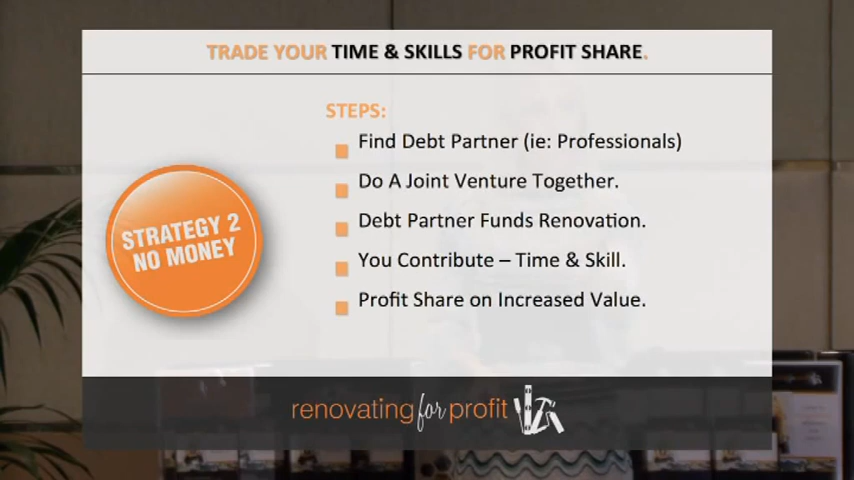 TRADE YOUR TIME & SKILLS FOR PROFIT SHARE.
STEPS:
Find Debt Partner (ie: Professionals)
Do A Joint Venture Together.
Debt Partner Funds Renovation.
You Contribute – Time & Skill.
Profit Share on Increased Value.
STRATEGY 2
NO MONEY
renovating for profit